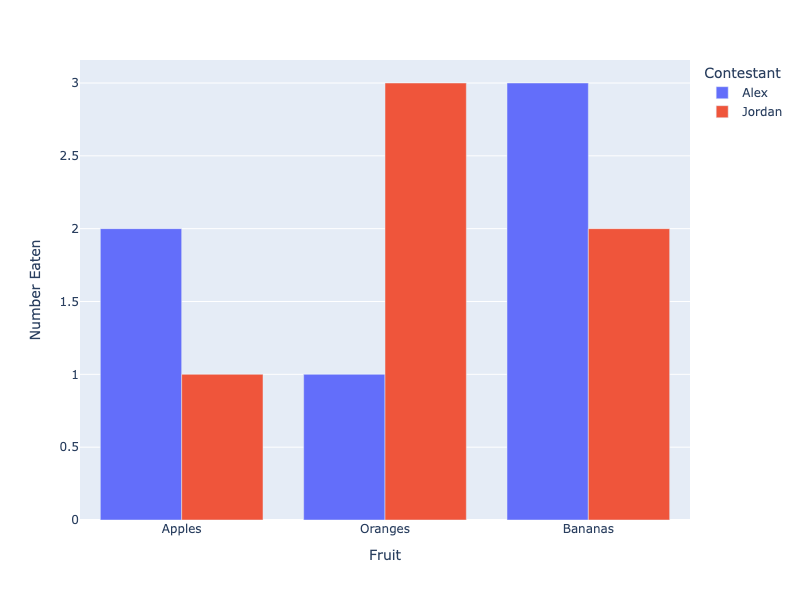 Contestant
Alex
Jordan
Number Eaten
3
2.5
2
1.5
1
0.5
0
Apples Oranges Bananas
Fruit